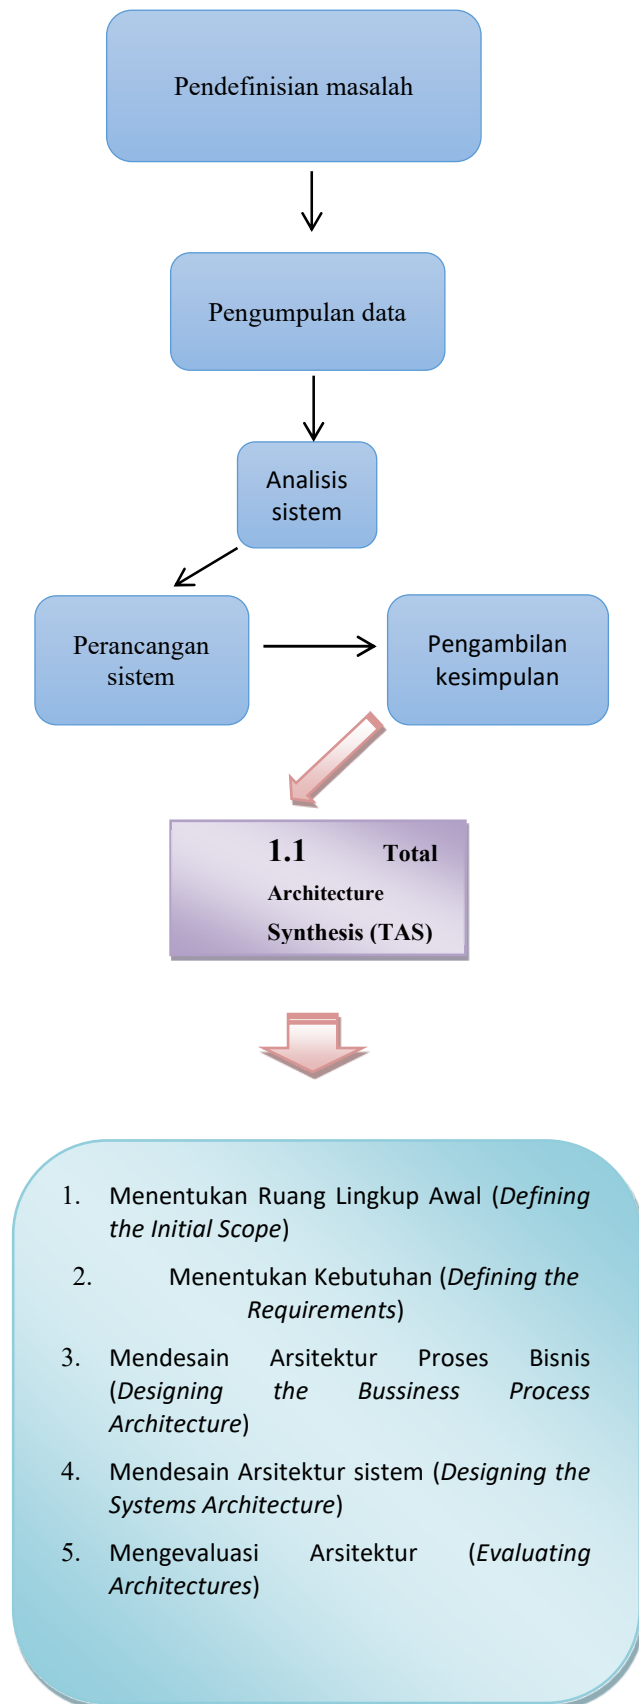 Pendefinisian masalah
Pengumpulan data
Analisis
sistem
Perancangan
sistem
Pengambilan
kesimpulan
1.1 Total
Architecture
Synthesis (TAS)
1. Menentukan Ruang Lingkup Awal (Defining
the Initial Scope)
2. Menentukan Kebutuhan (Defining the
Requirements)
3. Mendesain Arsitektur Proses Bisnis
(Designing the Bussiness Process
Architecture)
4. Mendesain Arsitektur sistem (Designing the
Systems Architecture)
5. Mengevaluasi Arsitektur (Evaluating
Architectures)